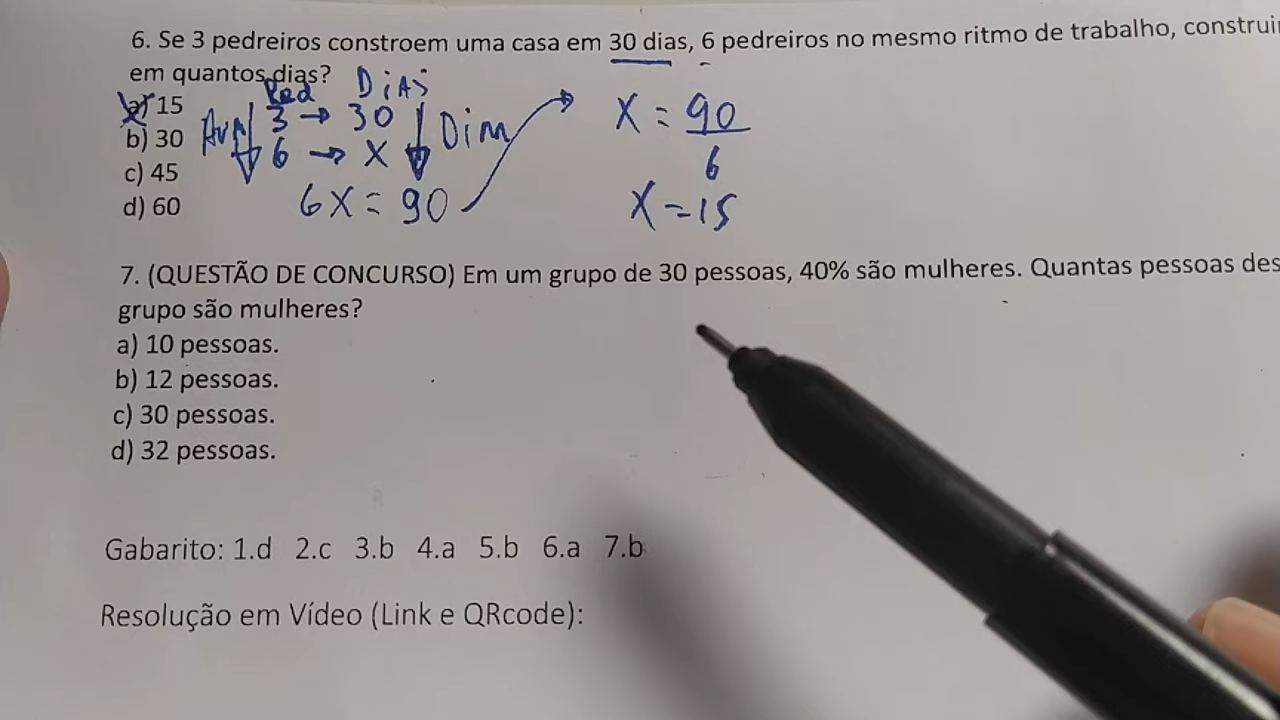 6. Se 3 pedreiros constroem uma casa em 30 dias, 6 pedreiros no mesmo ritmo de trabalho,
em quantos dias?
Ped DiAs
a) 15
3 → 30
b) 30
Dim
6 → X
c) 45
d) 60
6X = 90
X = 90
6
X = 15
7. (QUESTÃO DE CONCURSO) Em um grupo de 30 pessoas, 40% são mulheres. Quantas pessoas
grupo são mulheres?
a) 10 pessoas.
b) 12 pessoas.
c) 30 pessoas.
d) 32 pessoas.
Gabarito: 1.d 2.c 3.b 4.a 5.b 6.a 7.b
Resolução em Vídeo (Link e QRcode):